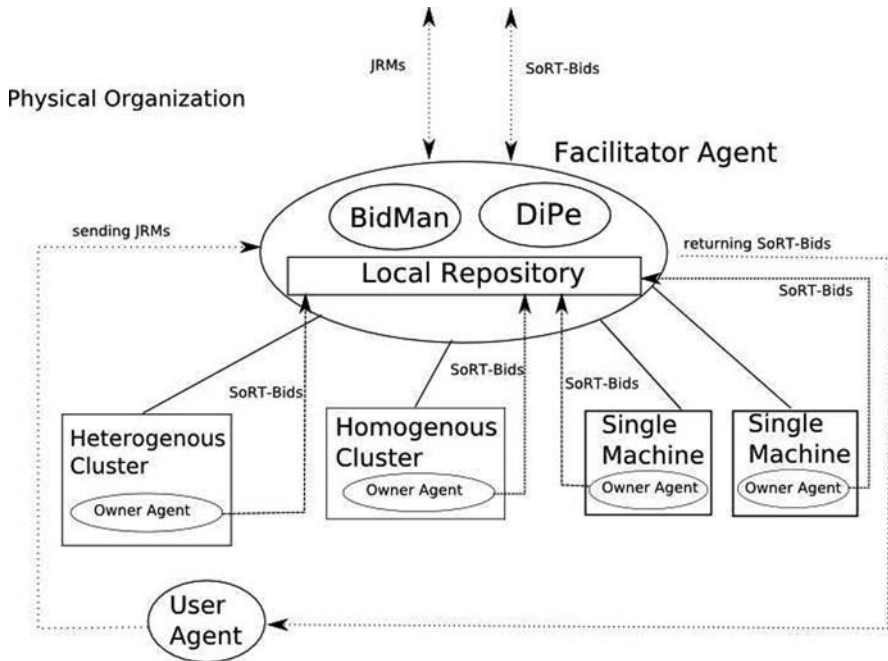 JRMs
SoRT-Bids
Physical Organization
Facilitator Agent
BidMan
DiPe
sending JRMs
returning SoRT-Bids
Local Repository
SoRT-Bids
SoRT-Bids
SoRT-Bids
SoRT-Bids
Heterogenous
Cluster
Owner Agent
Homogenous
Cluster
Owner Agent
Single
Machine
Owner Agent
Single
Machine
Owner Agent
User
Agent